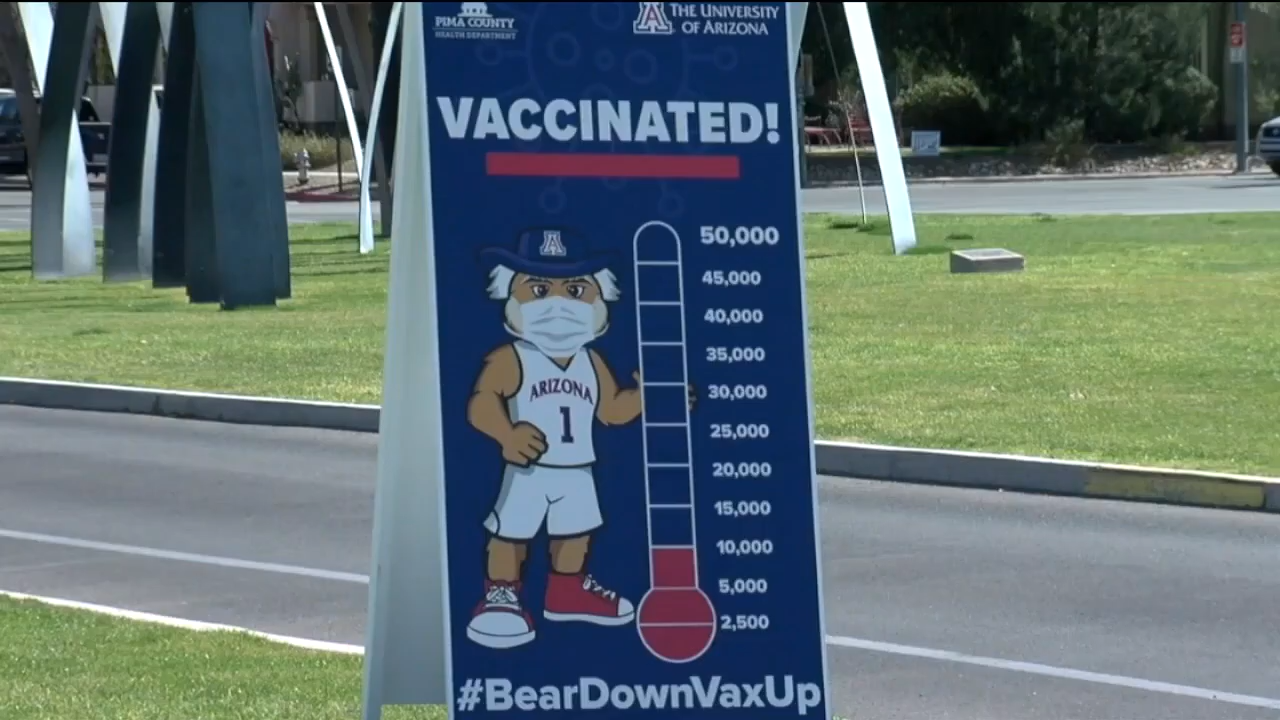 PIMA COUNTY
HEALTH DEPARTMENT
A THE UNIVERSITY
OF ARIZONA
VACCINATED!
A
50,000
45,000
40,000
35,000
30,000
25,000
20,000
15,000
10,000
5,000
2,500
ARIZONA
1
#BearDownVaxUp